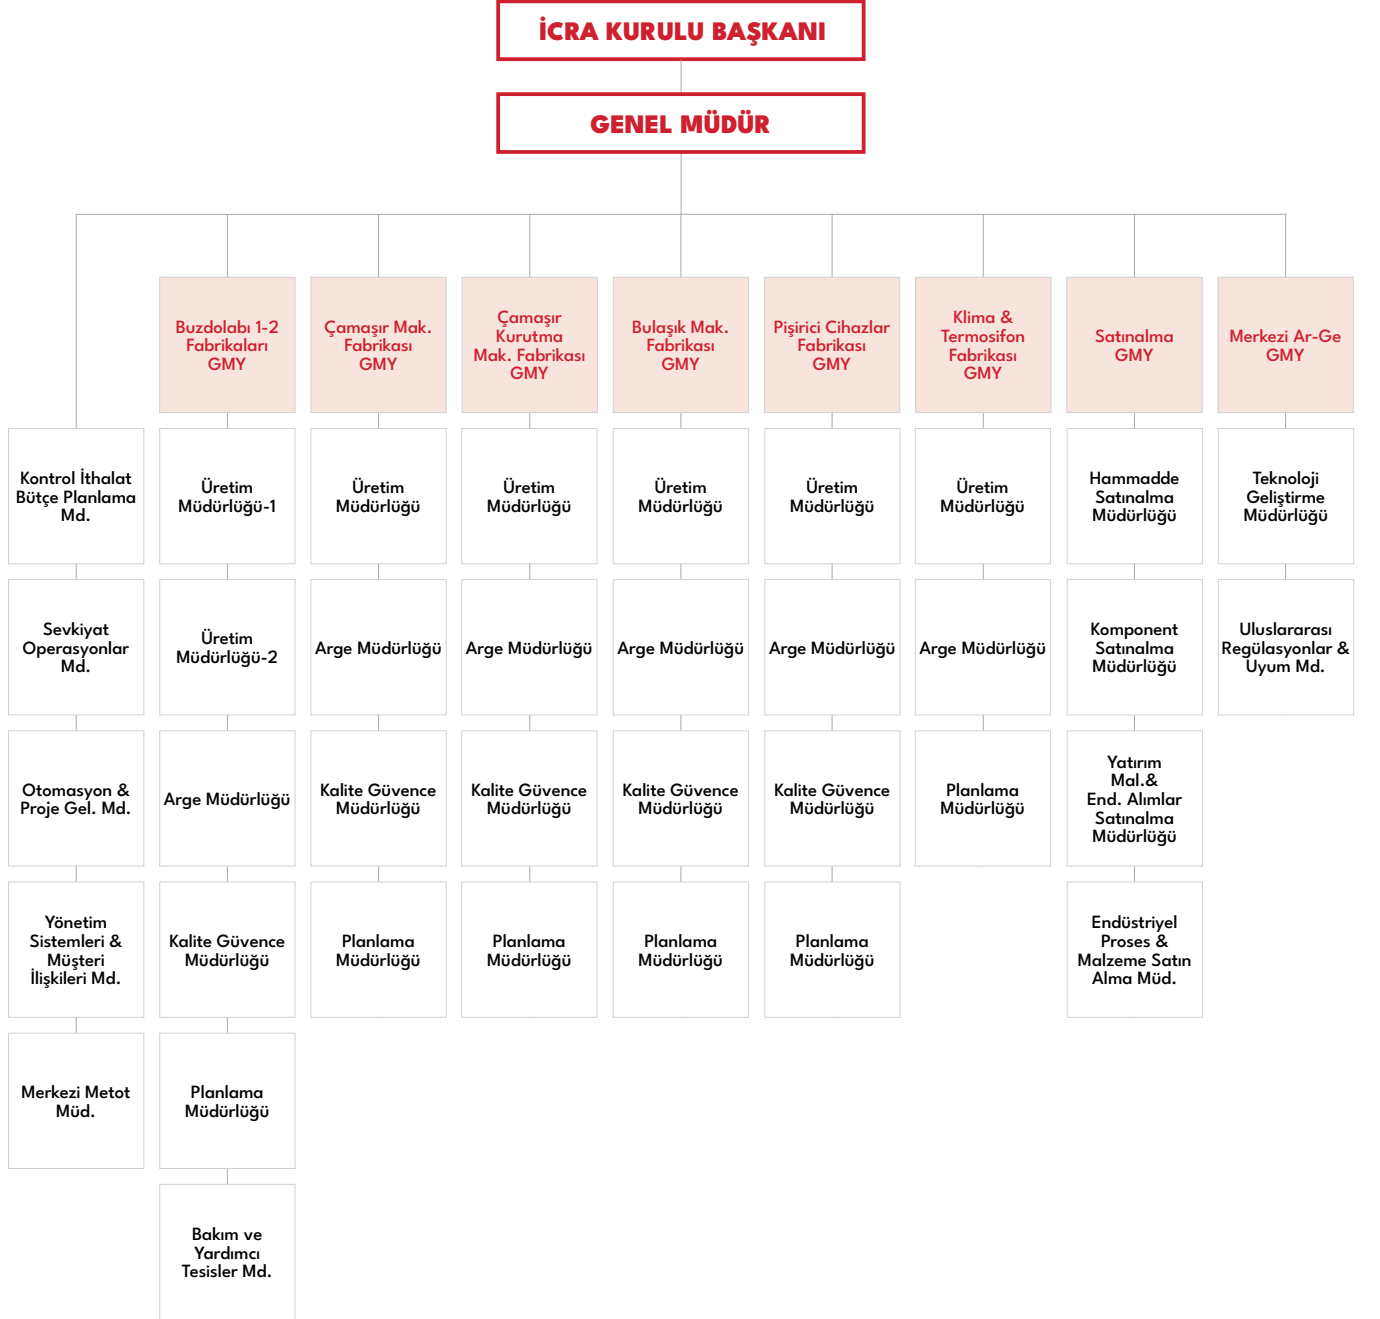 İCRA KURULU BAŞKANI
GENEL MÜDÜR
Buzdolabı 1-2
Fabrikaları
GMY
Çamaşır Mak.
Fabrikası
GMY
Çamaşır
Kurutma
Mak. Fabrikası
GMY
Bulaşık Mak.
Fabrikası
GMY
Pişirici Cihazlar
Fabrikası
GMY
Klima &
Termosifon
Fabrikası
GMY
Satınalma
GMY
Merkezi Ar-Ge
GMY
Kontrol İthalat
Bütçe Planlama
Md.
Üretim
Müdürlüğü-1
Üretim
Müdürlüğü
Üretim
Müdürlüğü
Üretim
Müdürlüğü
Üretim
Müdürlüğü
Üretim
Müdürlüğü
Hammadde
Satınalma
Müdürlüğü
Teknoloji
Geliştirme
Müdürlüğü
Sevkiyat
Operasyonlar
Md.
Üretim
Müdürlüğü-2
Arge Müdürlüğü
Arge Müdürlüğü
Arge Müdürlüğü
Arge Müdürlüğü
Arge Müdürlüğü
Komponent
Satınalma
Müdürlüğü
Uluslararası
Regülasyonlar &
Uyum Md.
Otomasyon &
Proje Gel. Md.
Arge Müdürlüğü
Kalite Güvence
Müdürlüğü
Kalite Güvence
Müdürlüğü
Kalite Güvence
Müdürlüğü
Kalite Güvence
Müdürlüğü
Planlama
Müdürlüğü
Yatırım
Mal.&
End. Alımlar
Satınalma
Müdürlüğü
Yönetim
Sistemleri &
Müşteri
İlişkileri Md.
Kalite Güvence
Müdürlüğü
Planlama
Müdürlüğü
Planlama
Müdürlüğü
Planlama
Müdürlüğü
Planlama
Müdürlüğü
Endüstriyel
Proses &
Malzeme Satın
Alma Müd.
Merkezi Metot
Müd.
Planlama
Müdürlüğü
Bakım ve
Yardımcı
Tesisler Md.